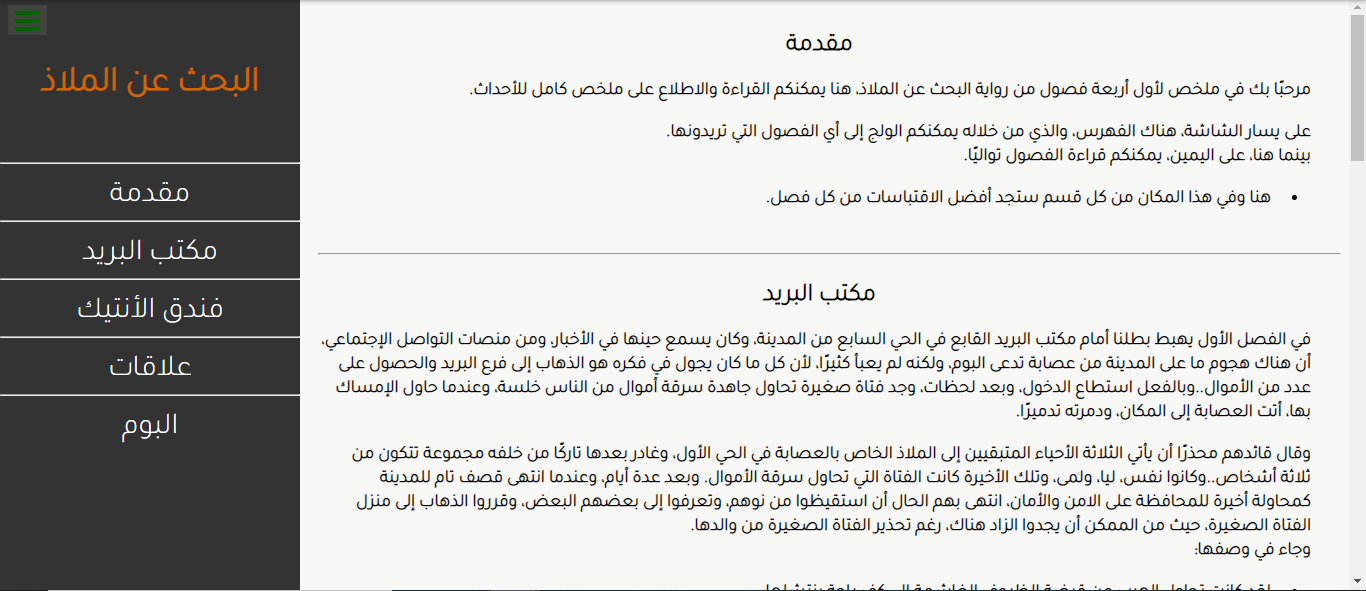 البحث عن الملاذ
مقدمة
مكتب البريد
فندق الأنتيك
علاقات
البوم
مقدمة
مرحبًا بك في ملخص لأول أربعة فصول من رواية البحث عن الملاذ، هنا يمكنكم القراءة والاطلاع على ملخص كامل للأحداث.
على يسار الشاشة، هناك الفهرس، والذي من خلاله يمكنكم الولج إلى أي الفصول التي تريدونها.
بينما هنا، على اليمين، يمكنكم قراءة الفصول تواليًا.
• هنا وفي هذا المكان من كل قسم ستجد أفضل الاقتباسات من كل فصل.
مكتب البريد
في الفصل الأول يهبط بطلنا أمام مكتب البريد القابع في الحي السابع من المدينة، وكان يسمع حينها في الأخبار، ومن منصات التواصل الإجتماعي،
أن هناك هجوم ما على المدينة من عصابة تدعى البوم، ولكنه لم يعبأ كثيرًا، لأن كل ما كان يجول في فكره هو الذهاب إلى فرع البريد والحصول على
عدد من الأموال..وبالفعل استطاع الدخول، وبعد لحظات، وجد فتاة صغيرة تحاول جاهدة سرقة أموال من الناس خلسة، وعندما حاول الإمساك
بها، أتت العصابة إلى المكان، ودمرته تدميرًا.
وقال قائدهم محذرًا أن يأتي الثلاثة الأحياء المتبقيين إلى الملاذ الخاص بالعصابة في الحي الأول، وغادر بعدها تاركًا من خلفه مجموعة تتكون من
ثلاثة أشخاص..وكانوا نفس، ليا، ولمى، وتلك الأخيرة كانت الفتاة التي تحاول سرقة الأموال. وبعد عدة أيام، وعندما انتهى قصف تام للمدينة
كمحاولة أخيرة للمحافظة على الامن والأمان، انتهى بهم الحال أن استقيظوا من نوهم، وتعرفوا إلى بعضهم البعض، وقرروا الذهاب إلى منزل
الفتاة الصغيرة، حيث من الممكن أن يجدوا الزاد هناك، رغم تحذير الفتاة الصغيرة من والدها.
وجاء في وصفها: